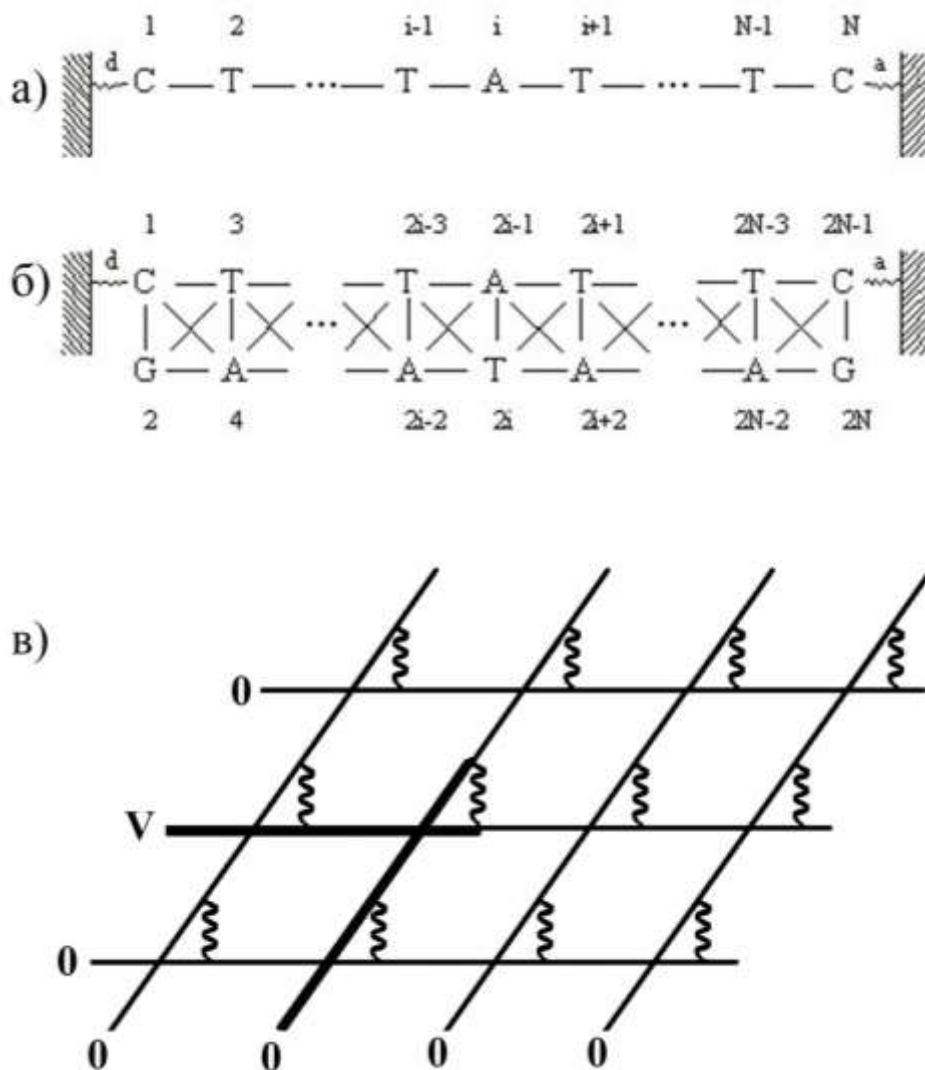 1 2 i-1 i i+1 N-1 N
а) d C T ... T A T ... T C a
1 3 2i-3 2i-1 2i+1 2N-3 2N-1
б) d C T T A T T C a
... ...
G A A T A A G
2 4 2i-2 2i 2i+2 2N-2 2N
в)
0
V
0
0 0 0 0